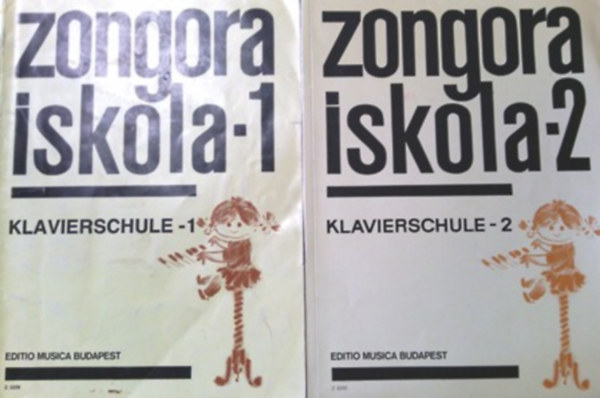 zongora
iskola-1
KLAVIERSCHULE -1
EDITIO MUSICA BUDAPEST
zongora
iskola-2
KLAVIERSCHULE - 2
EDITIO MUSICA BUDAPEST